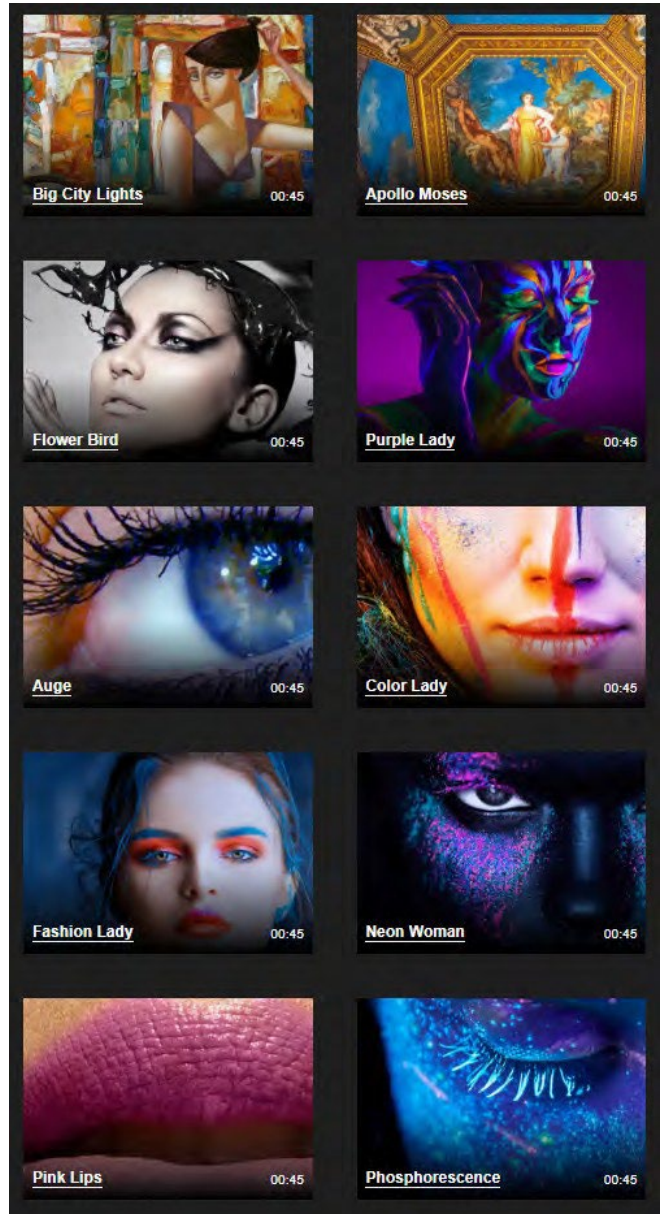 Big City Lights 00:45
Apollo Moses 00:45
Flower Bird 00:45
Purple Lady 00:45
Auge 00:45
Color Lady 00:45
Fashion Lady 00:45
Neon Woman 00:45
Pink Lips 00:45
Phosphorescence 00:45